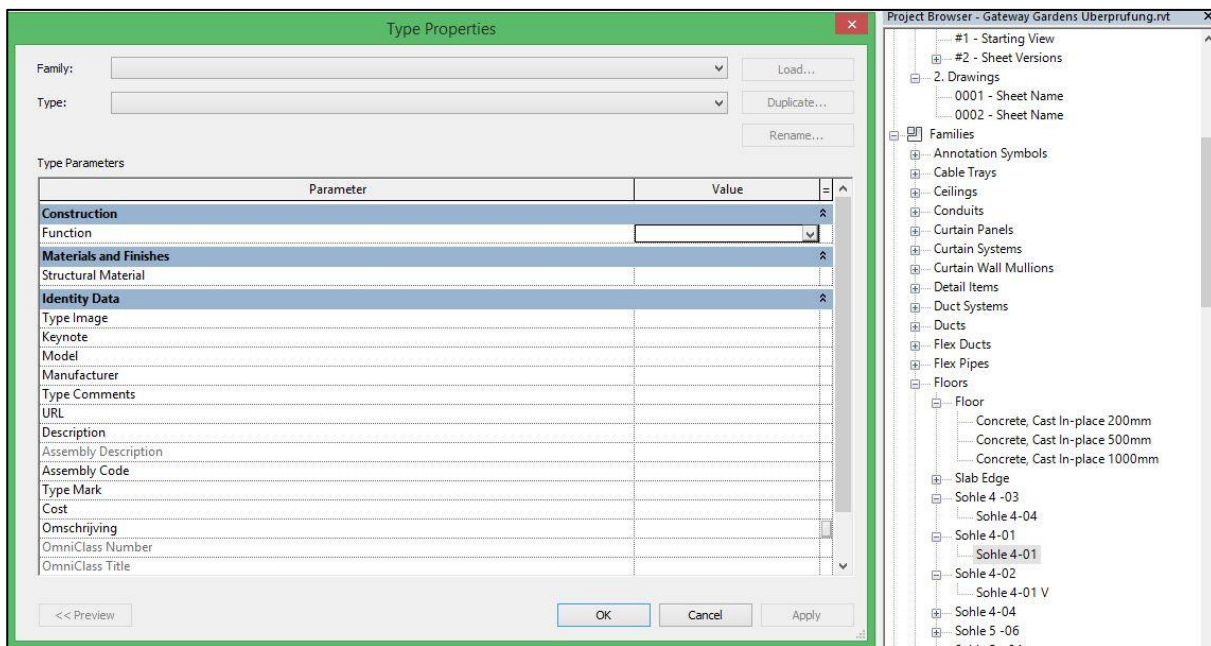 Type Properties
Family:
Load...
Type:
Duplicate...
Rename...
Type Parameters
Parameter Value =
Construction
Function
Materials and Finishes
Structural Material
Identity Data
Type Image
Keynote
Model
Manufacturer
Type Comments
URL
Description
Assembly Description
Assembly Code
Type Mark
Cost
Omschrijving
OmniClass Number
OmniClass Title
<< Preview OK Cancel Apply
Project Browser - Gateway Gardens Uberprufung.rvt
#1 - Starting View
#2 - Sheet Versions
2. Drawings
0001 - Sheet Name
0002 - Sheet Name
Families
Annotation Symbols
Cable Trays
Ceilings
Conduits
Curtain Panels
Curtain Systems
Curtain Wall Mullions
Detail Items
Duct Systems
Ducts
Flex Ducts
Flex Pipes
Floors
Floor
Concrete, Cast In-place 200mm
Concrete, Cast In-place 500mm
Concrete, Cast In-place 1000mm
Slab Edge
Sohle 4 -03
Sohle 4-04
Sohle 4-01
Sohle 4-01
Sohle 4-02
Sohle 4-01 V
Sohle 4-04
Sohle 5 -06